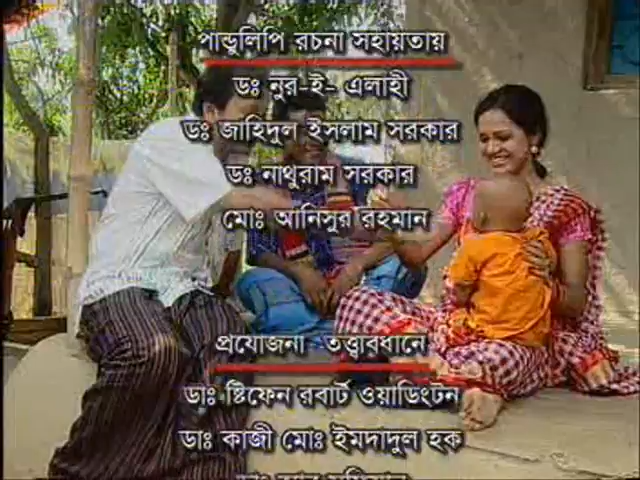 পান্ডুলিপি রচনা সহায়তায়
ডঃ নুর-ই- এলাহী
ডঃ জাহিদুল ইসলাম সরকার
ডঃ নাথুরাম সরকার
মোঃ আনিসুর রহমান
প্রযোজনা তত্ত্বাবধানে
ডাঃ ষ্টিফেন রবার্ট ওয়াডিংটন
ডাঃ কাজী মোঃ ইমদাদুল হক